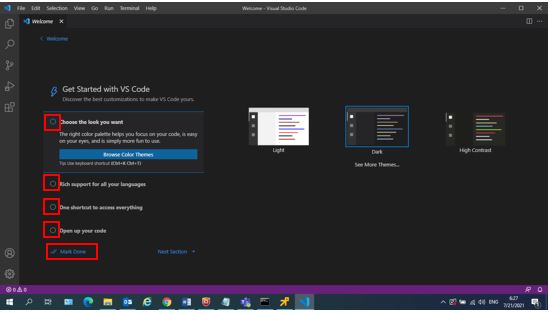 File Edit Selection View Go Run Terminal Help
Welcome - Visual Studio Code
Welcome
Welcome
Get Started with VS Code
Discover the best customizations to make VS Code yours.
Choose the look you want
The right color palette helps you focus on your code, is easy
on your eyes, and is simply more fun to use.
Browse Color Themes
Tip: Use keyboard shortcut (Ctrl+K Ctrl+T)
Rich support for all your languages
One shortcut to access everything
Open up your code
Mark Done
Next Section
Light
Dark
High Contrast
See More Themes...
0 0
ENG
6:27
7/21/2021